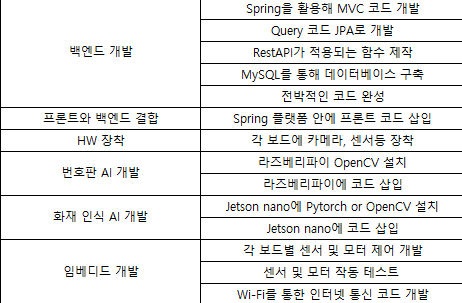 Spring을 활용해 MVC 코드 개발
Query 코드 JPA로 개발
백엔드 개발
RestAPI가 적용되는 함수 제작
MySQL를 통해 데이터베이스 구축
전박적인 코드 완성
프론트와 백엔드 결합
Spring 플랫폼 안에 프론트 코드 삽입
HW 장착
각 보드에 카메라, 센서등 장착
번호판 AI 개발
라즈베리파이 OpenCV 설치
라즈베리파이에 코드 삽입
화재 인식 AI 개발
Jetson nano에 Pytorch or OpenCV 설치
Jetson nano에 코드 삽입
임베디드 개발
각 보드별 센서 및 모터 제어 개발
센서 및 모터 작동 테스트
Wi-Fi를 통한 인터넷 통신 코드 개발